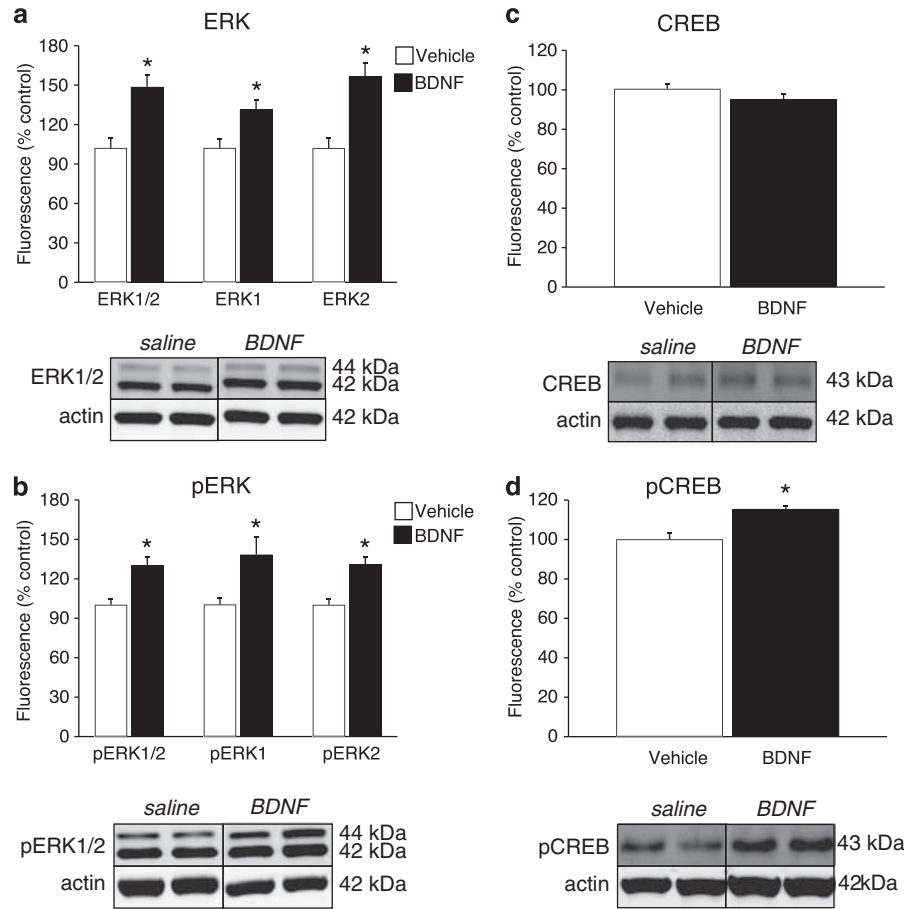 a
ERK
Fluorescence (% control)
180
150
120
90
60
30
0
*
*
*
Vehicle
BDNF
ERK1/2 ERK1 ERK2
saline BDNF
ERK1/2
44 kDa
42 kDa
actin
42 kDa
c
CREB
Fluorescence (% control)
120
100
80
60
40
20
0
Vehicle BDNF
saline BDNF
CREB
43 kDa
actin
42 kDa
b
pERK
Fluorescence (% control)
180
150
120
90
60
30
0
*
*
*
Vehicle
BDNF
pERK1/2 pERK1 pERK2
saline BDNF
pERK1/2
44 kDa
42 kDa
actin
42 kDa
d
pCREB
Fluorescence (% control)
120
100
80
60
40
20
0
*
Vehicle BDNF
saline BDNF
pCREB
43 kDa
actin
42kDa